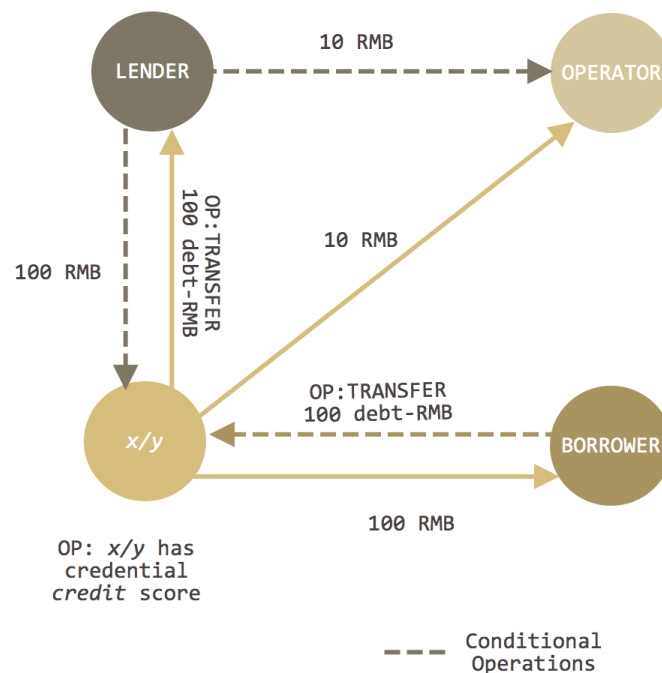 10 RMB
LENDER
OPERATOR
OP:TRANSFER
100 debt-RMB
10 RMB
100 RMB
OP:TRANSFER
100 debt-RMB
x/y
BORROWER
100 RMB
OP: x/y has
credential
credit score
Conditional
Operations